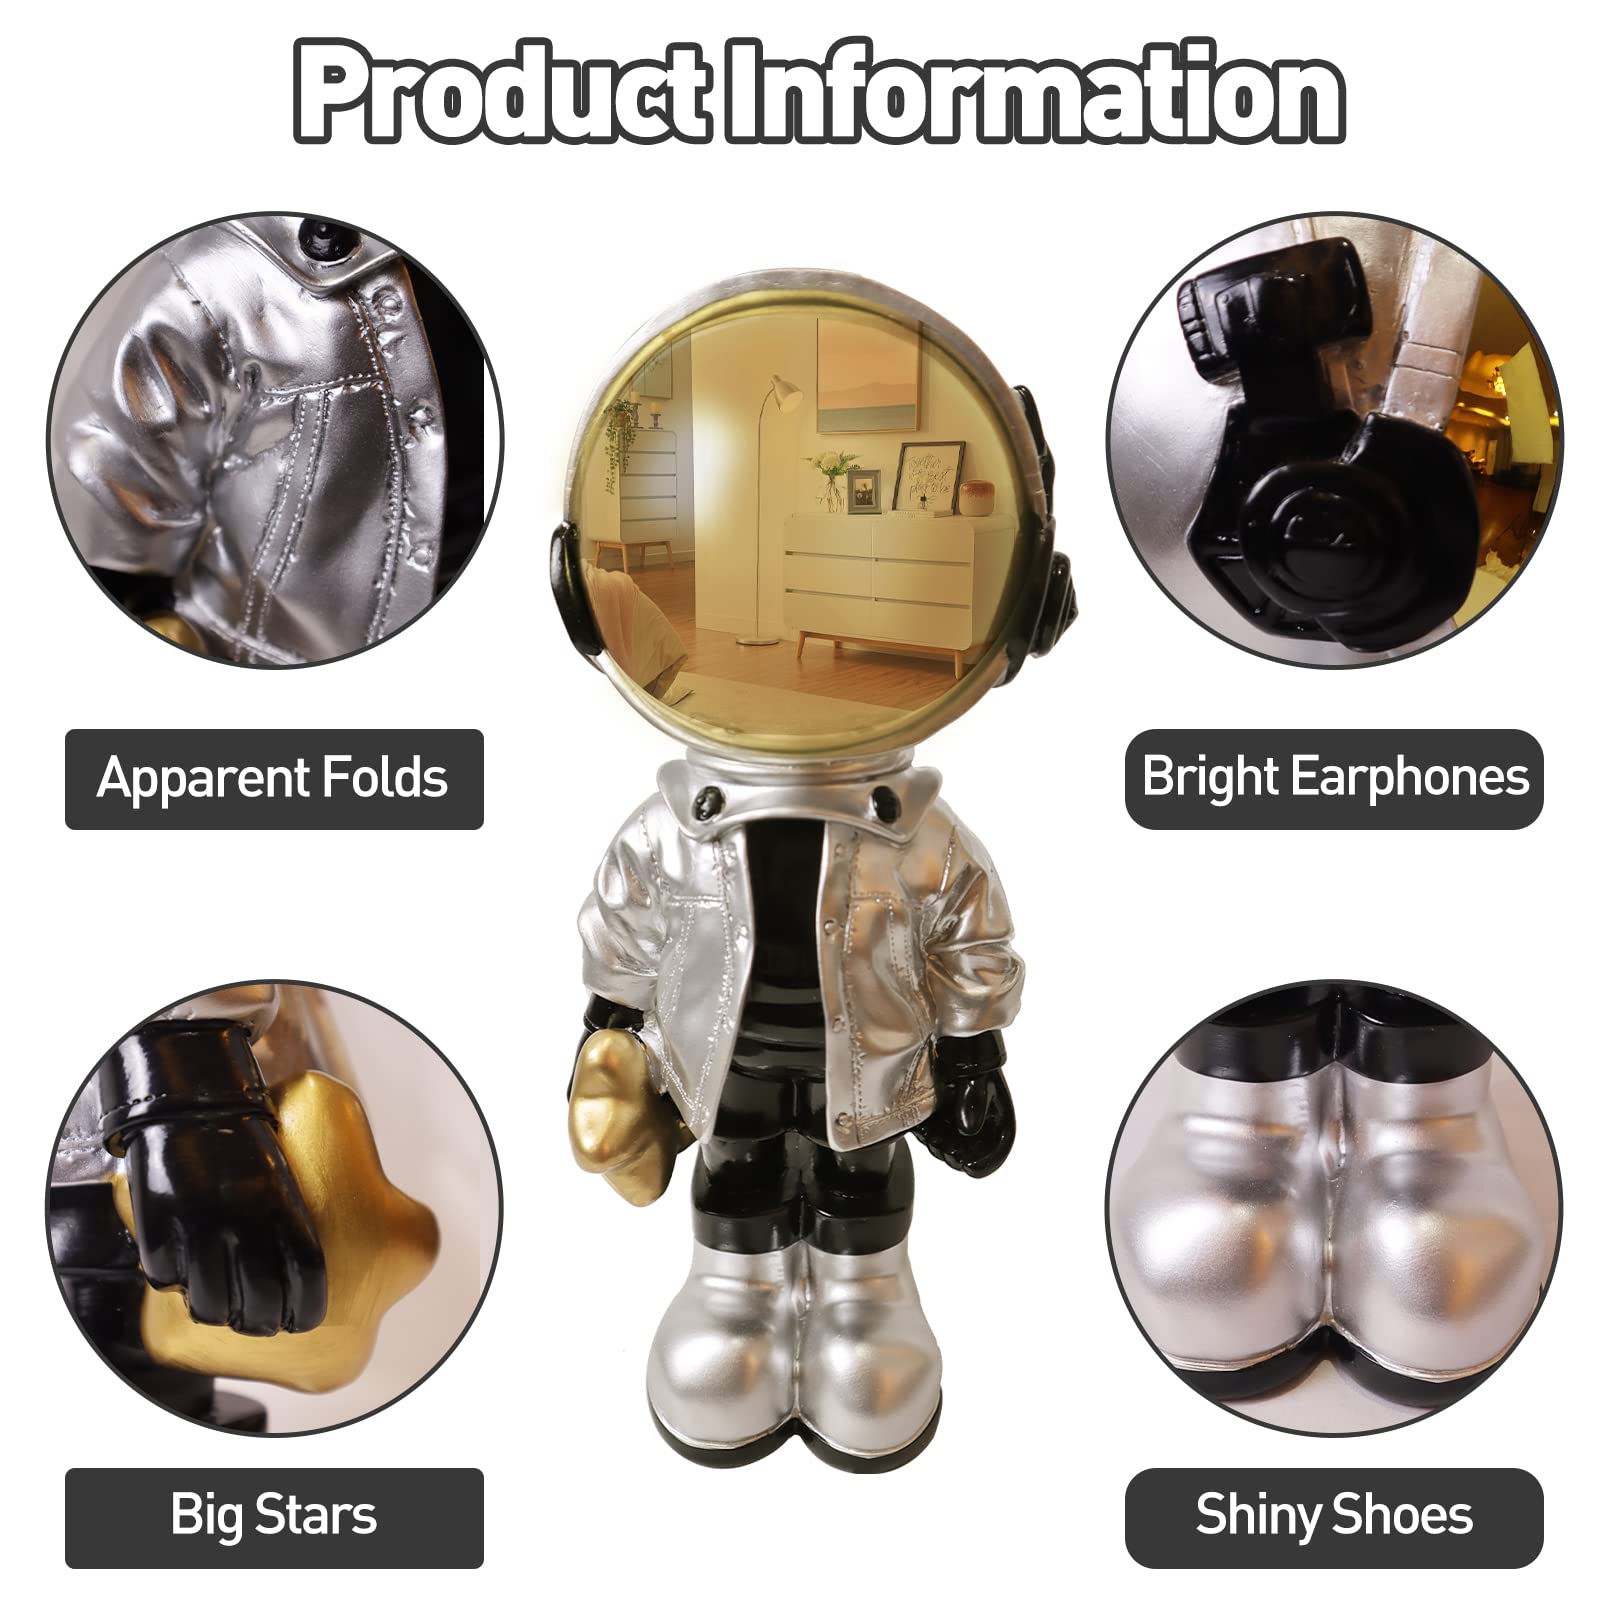 Product Information
Apparent Folds
Bright Earphones
Big Stars
Shiny Shoes